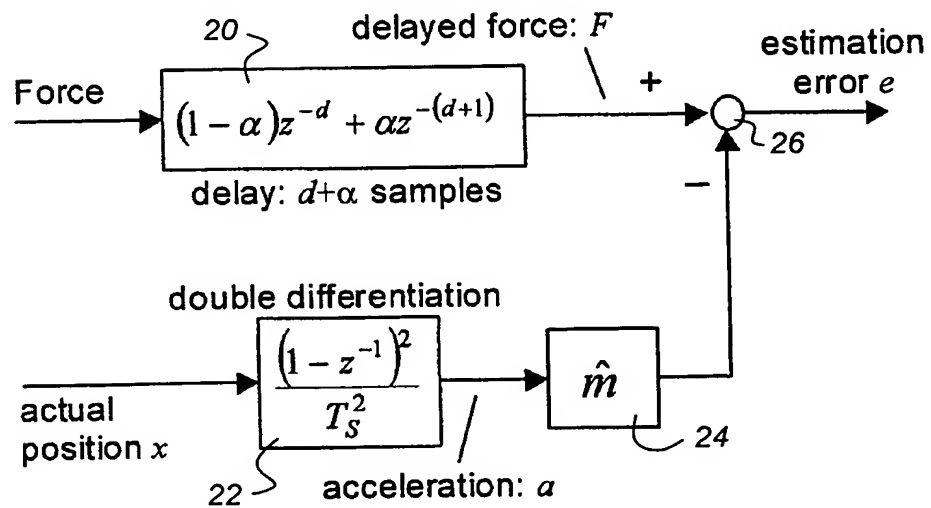 20
delayed force: F
estimation
error e
Force
(1 - α)z^{-d} + αz^{-(d+1)}
+
26
delay: d+α samples
−
double differentiation
(1 - z^{-1})^2
T_S^2
m̂
actual
position x
24
22
acceleration: a